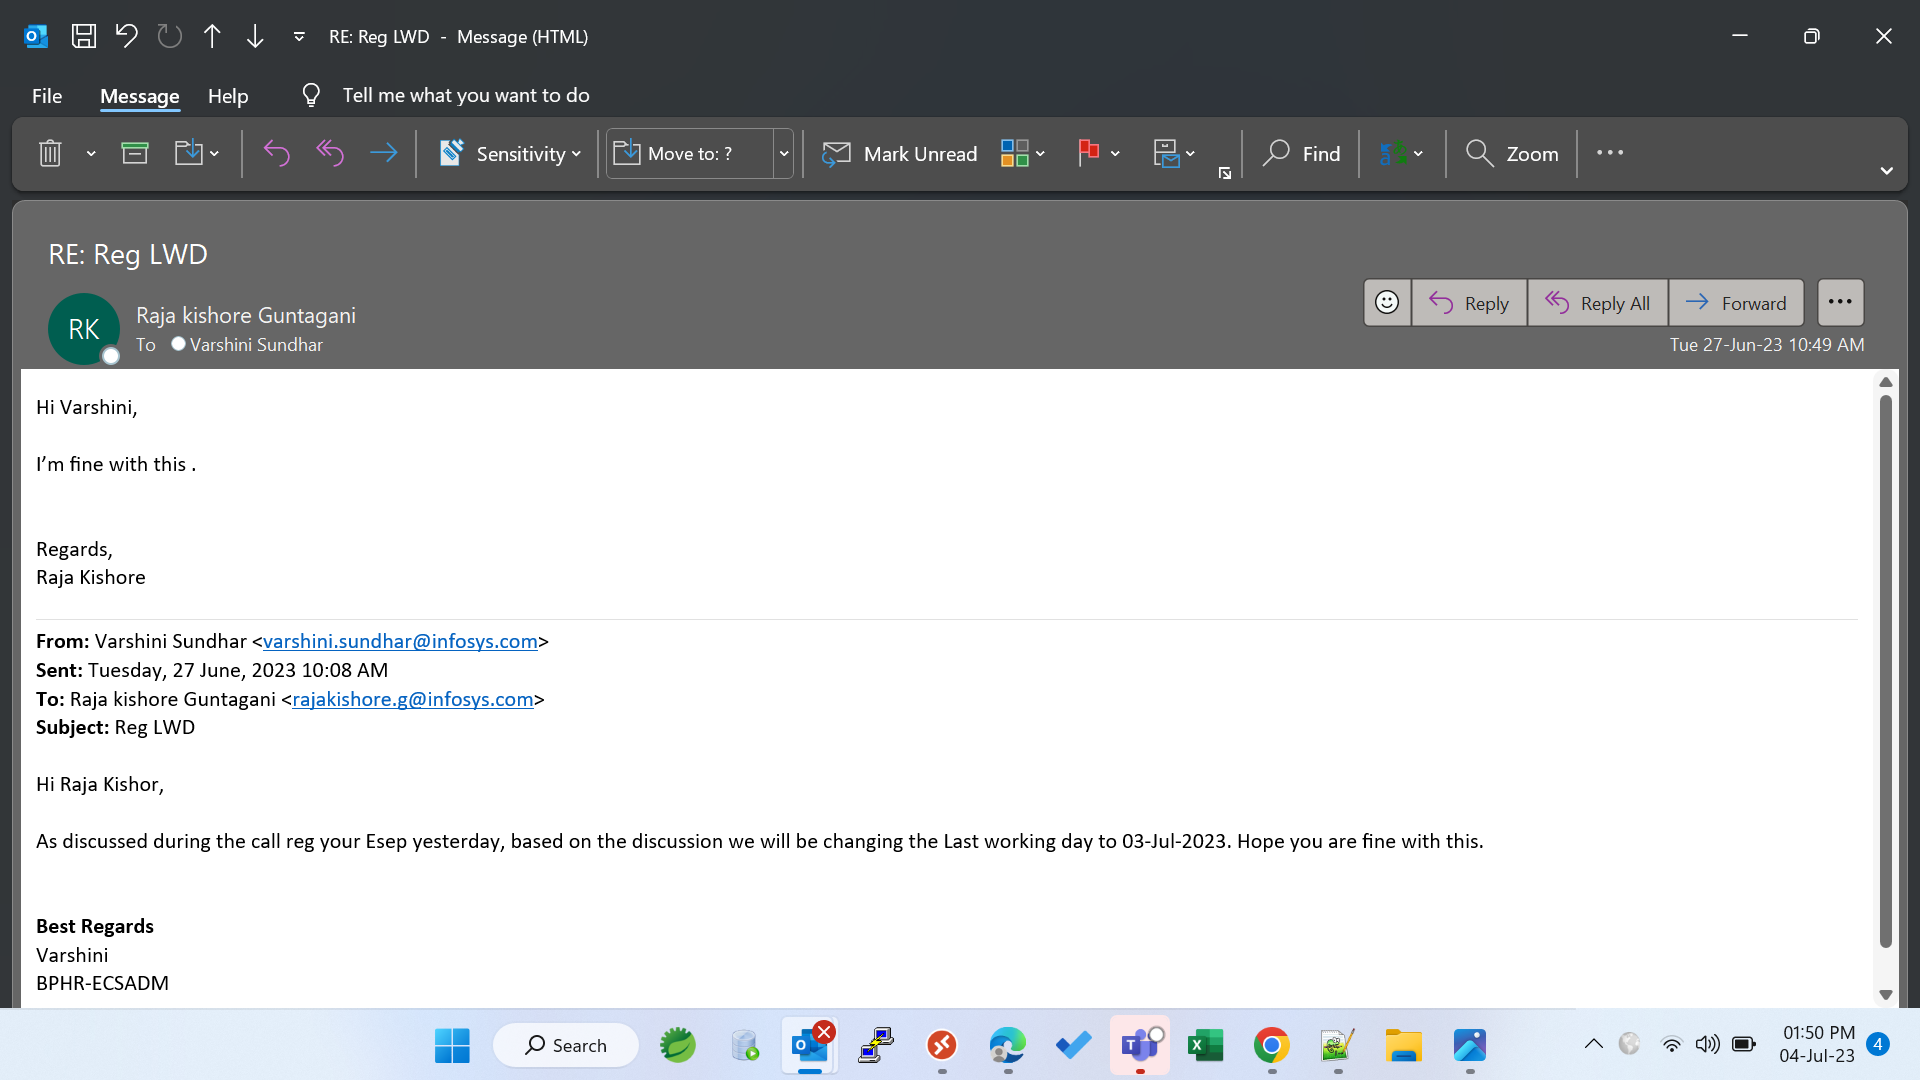 RE: Reg LWD - Message (HTML)
File Message Help Tell me what you want to do
Sensitivity Move to: ? Mark Unread Find Zoom
RE: Reg LWD
RK
Raja kishore Guntagani
To Varshini Sundhar
Reply Reply All Forward
Tue 27-Jun-23 10:49 AM
Hi Varshini,
I’m fine with this .
Regards,
Raja Kishore
From: Varshini Sundhar <varshini.sundhar@infosys.com>
Sent: Tuesday, 27 June, 2023 10:08 AM
To: Raja kishore Guntagani <rajakishore.g@infosys.com>
Subject: Reg LWD
Hi Raja Kishor,
As discussed during the call reg your Esep yesterday, based on the discussion we will be changing the Last working day to 03-Jul-2023. Hope you are fine with this.
Best Regards
Varshini
BPHR-ECSADM
Search
01:50 PM
04-Jul-23
4